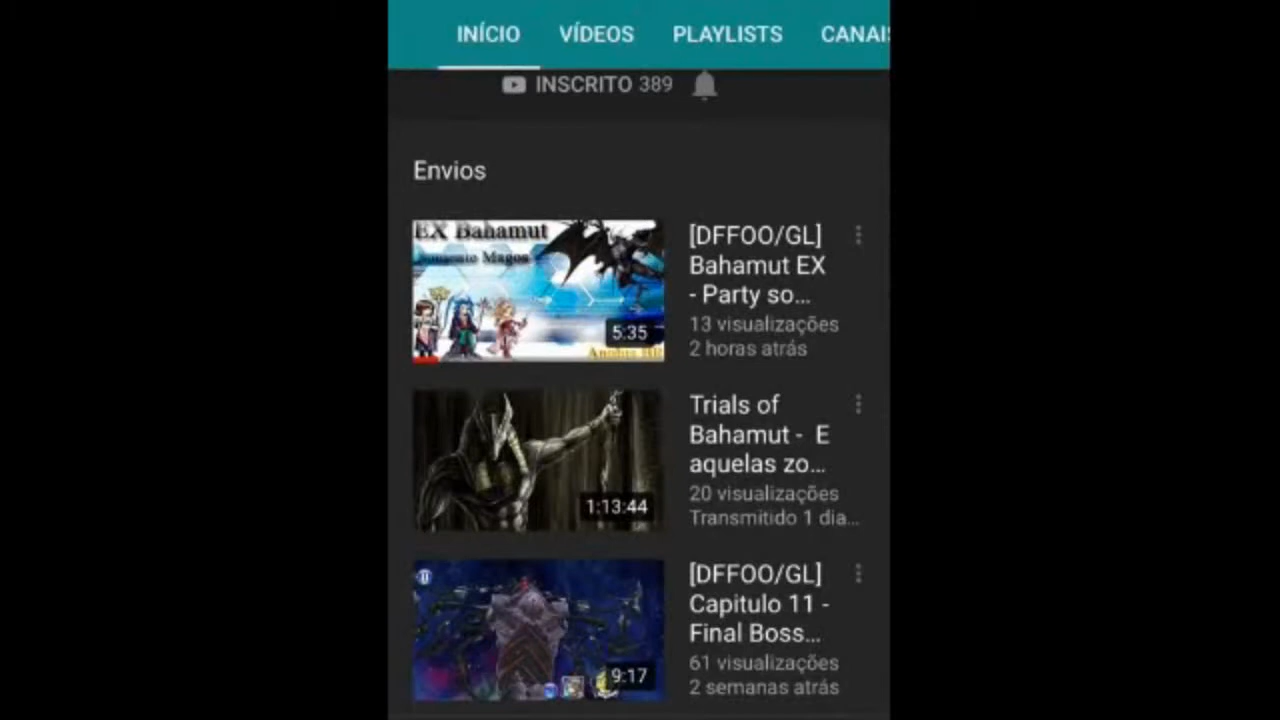 INÍCIO VÍDEOS PLAYLISTS CANAIS
INSCRITO 389
Envios
EX Bahamut
5:35
[DFFOO/GL]
Bahamut EX
- Party so...
13 visualizações
2 horas atrás
1:13:44
Trials of
Bahamut - E
aquelas zo...
20 visualizações
Transmitido 1 dia...
9:17
[DFFOO/GL]
Capitulo 11 -
Final Boss...
61 visualizações
2 semanas atrás